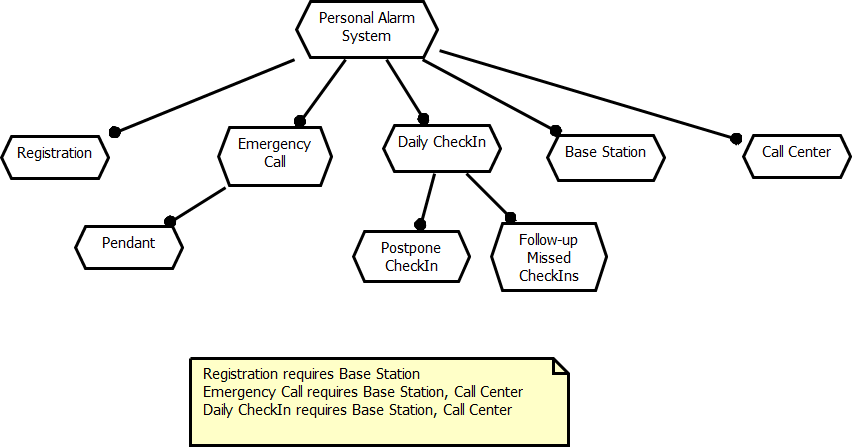 Personal Alarm
System
Registration
Emergency
Call
Daily CheckIn
Base Station
Call Center
Pendant
Postpone
CheckIn
Follow-up
Missed
CheckIns
Registration requires Base Station
Emergency Call requires Base Station, Call Center
Daily CheckIn requires Base Station, Call Center